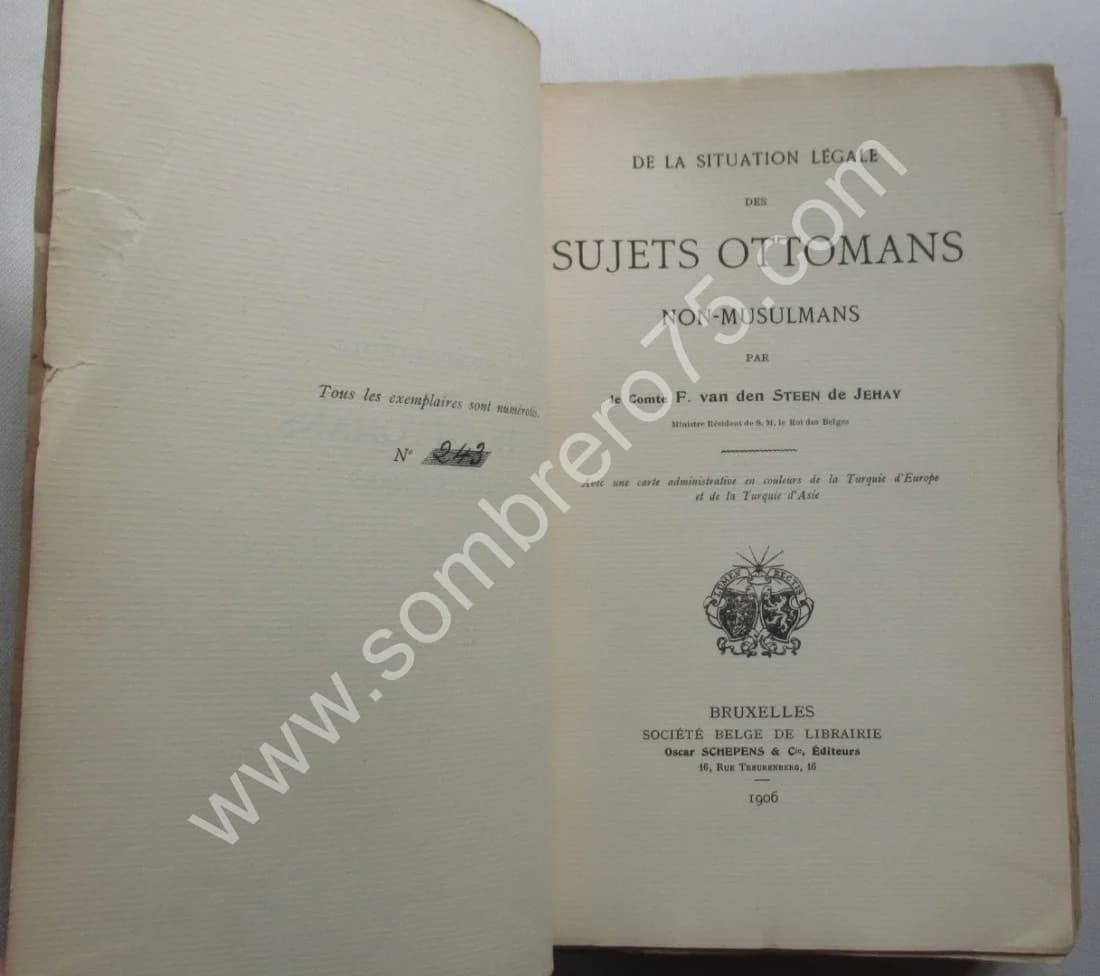 Tous les exemplaires sont numérotés.
N° 243
DE LA SITUATION LÉGALE
DES
SUJETS OTTOMANS
NON-MUSULMANS
PAR
le Comte F. van den STEEN de JEHAY
Ministre Résident de S. M. le Roi des Belges
Avec une carte administrative en couleurs de la Turquie d'Europe
et de la Turquie d'Asie
LUMEN RECTIS
BRUXELLES
SOCIÉTÉ BELGE DE LIBRAIRIE
Oscar SCHEPENS & Cie, Éditeurs
16, RUE TREURENBERG, 16
1906
www.sombrero75.com